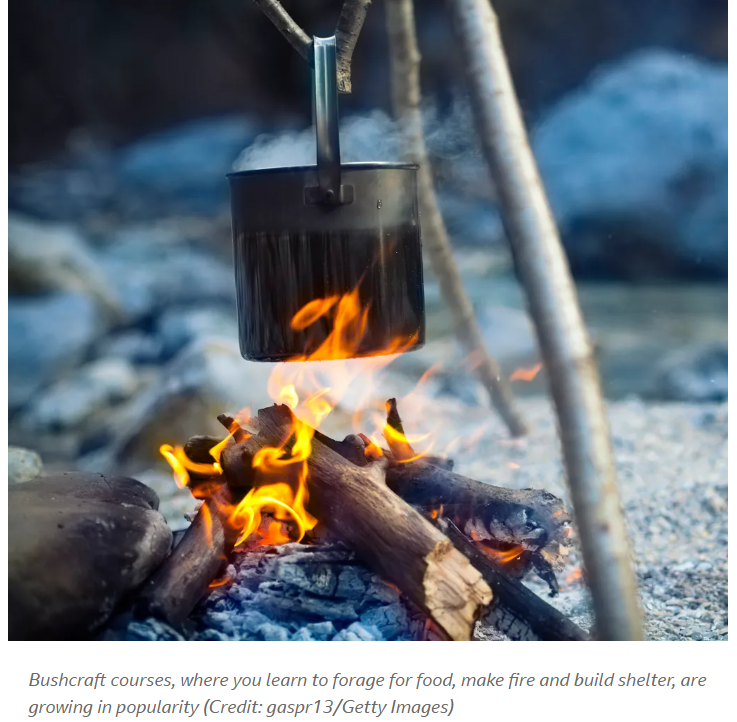 Bushcraft courses, where you learn to forage for food, make fire and build shelter, are
growing in popularity (Credit: gaspr13/Getty Images)